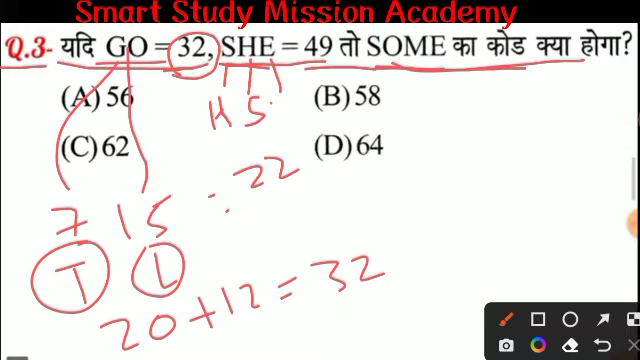 Smart Study Mission Academy
Q.3- यदि GO = 32, SHE = 49 तो SOME का कोड क्या होगा?
(A) 56 (B) 58
H S
(C) 62 (D) 64
7 15 = 22
T L
20 + 12 = 32